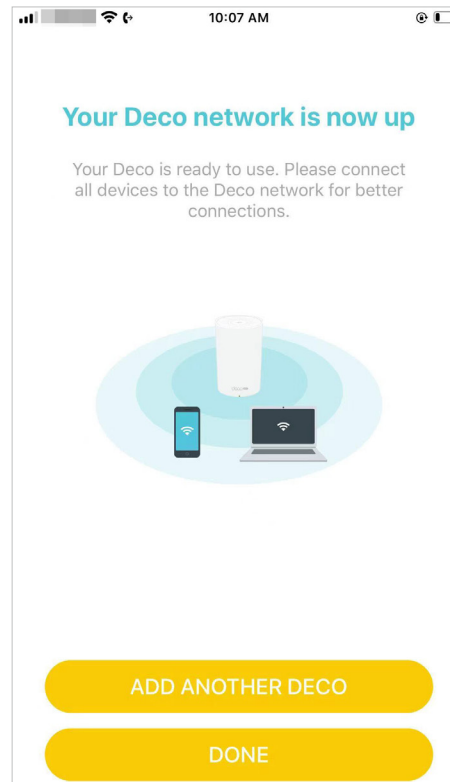 10:07 AM
Your Deco network is now up
Your Deco is ready to use. Please connect
all devices to the Deco network for better
connections.
ADD ANOTHER DECO
DONE